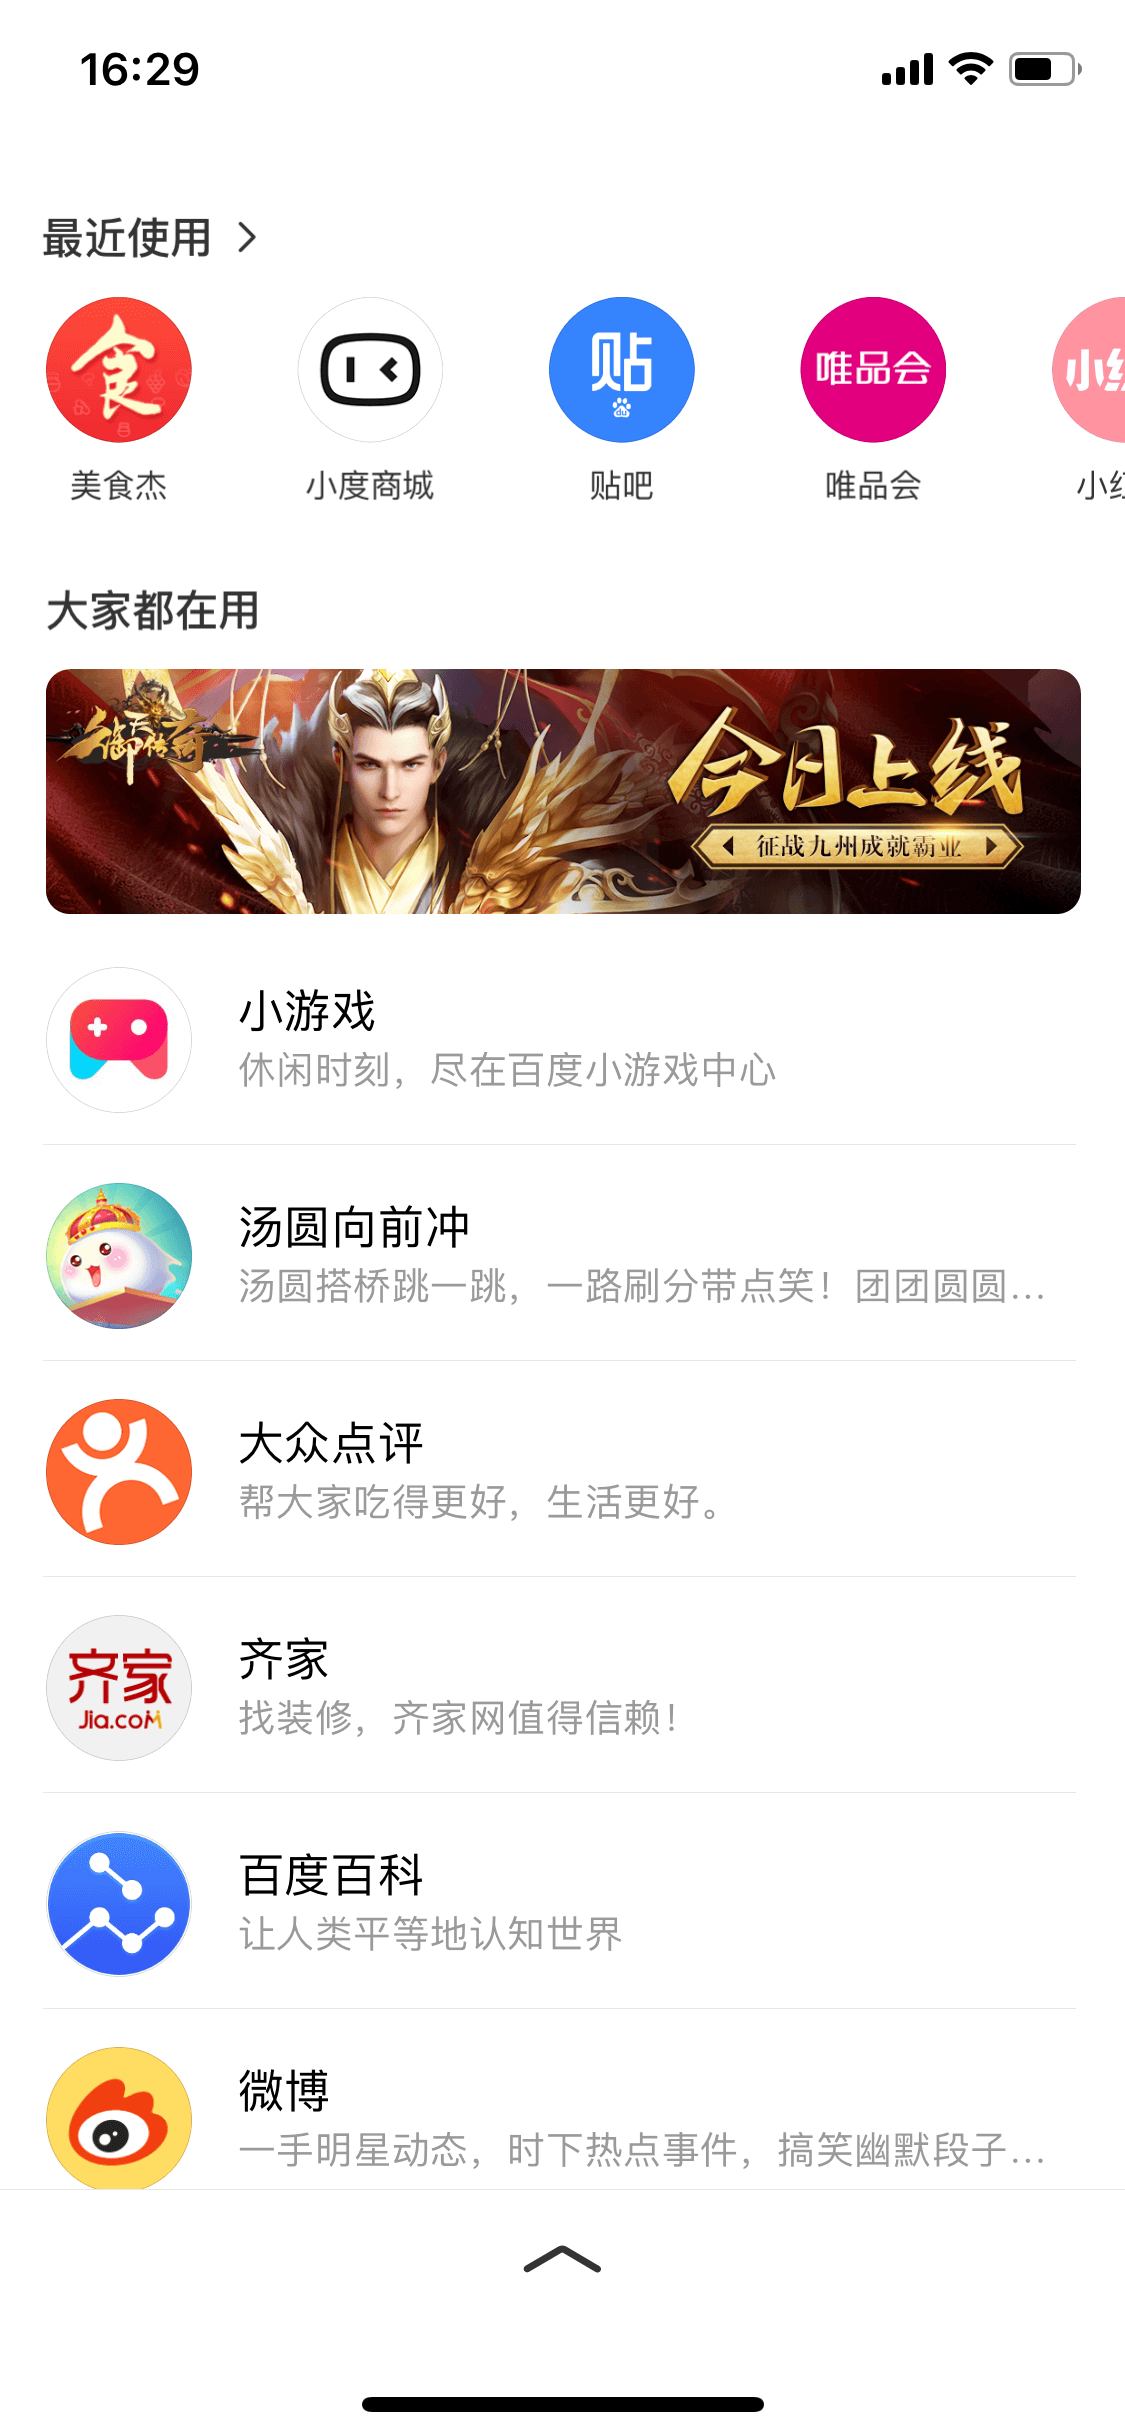 16:29
最近使用
食
贴
du
唯品会
小红
美食杰
小度商城
贴吧
唯品会
小红
大家都在用
御天传奇
今日上线
征战九州成就霸业
小游戏
休闲时刻，尽在百度小游戏中心
汤圆向前冲
汤圆搭桥跳一跳，一路刷分带点笑！团团圆圆...
大众点评
帮大家吃得更好，生活更好。
齐家
Jia.coM
齐家
找装修，齐家网值得信赖！
百度百科
让人类平等地认知世界
微博
一手明星动态，时下热点事件，搞笑幽默段子...